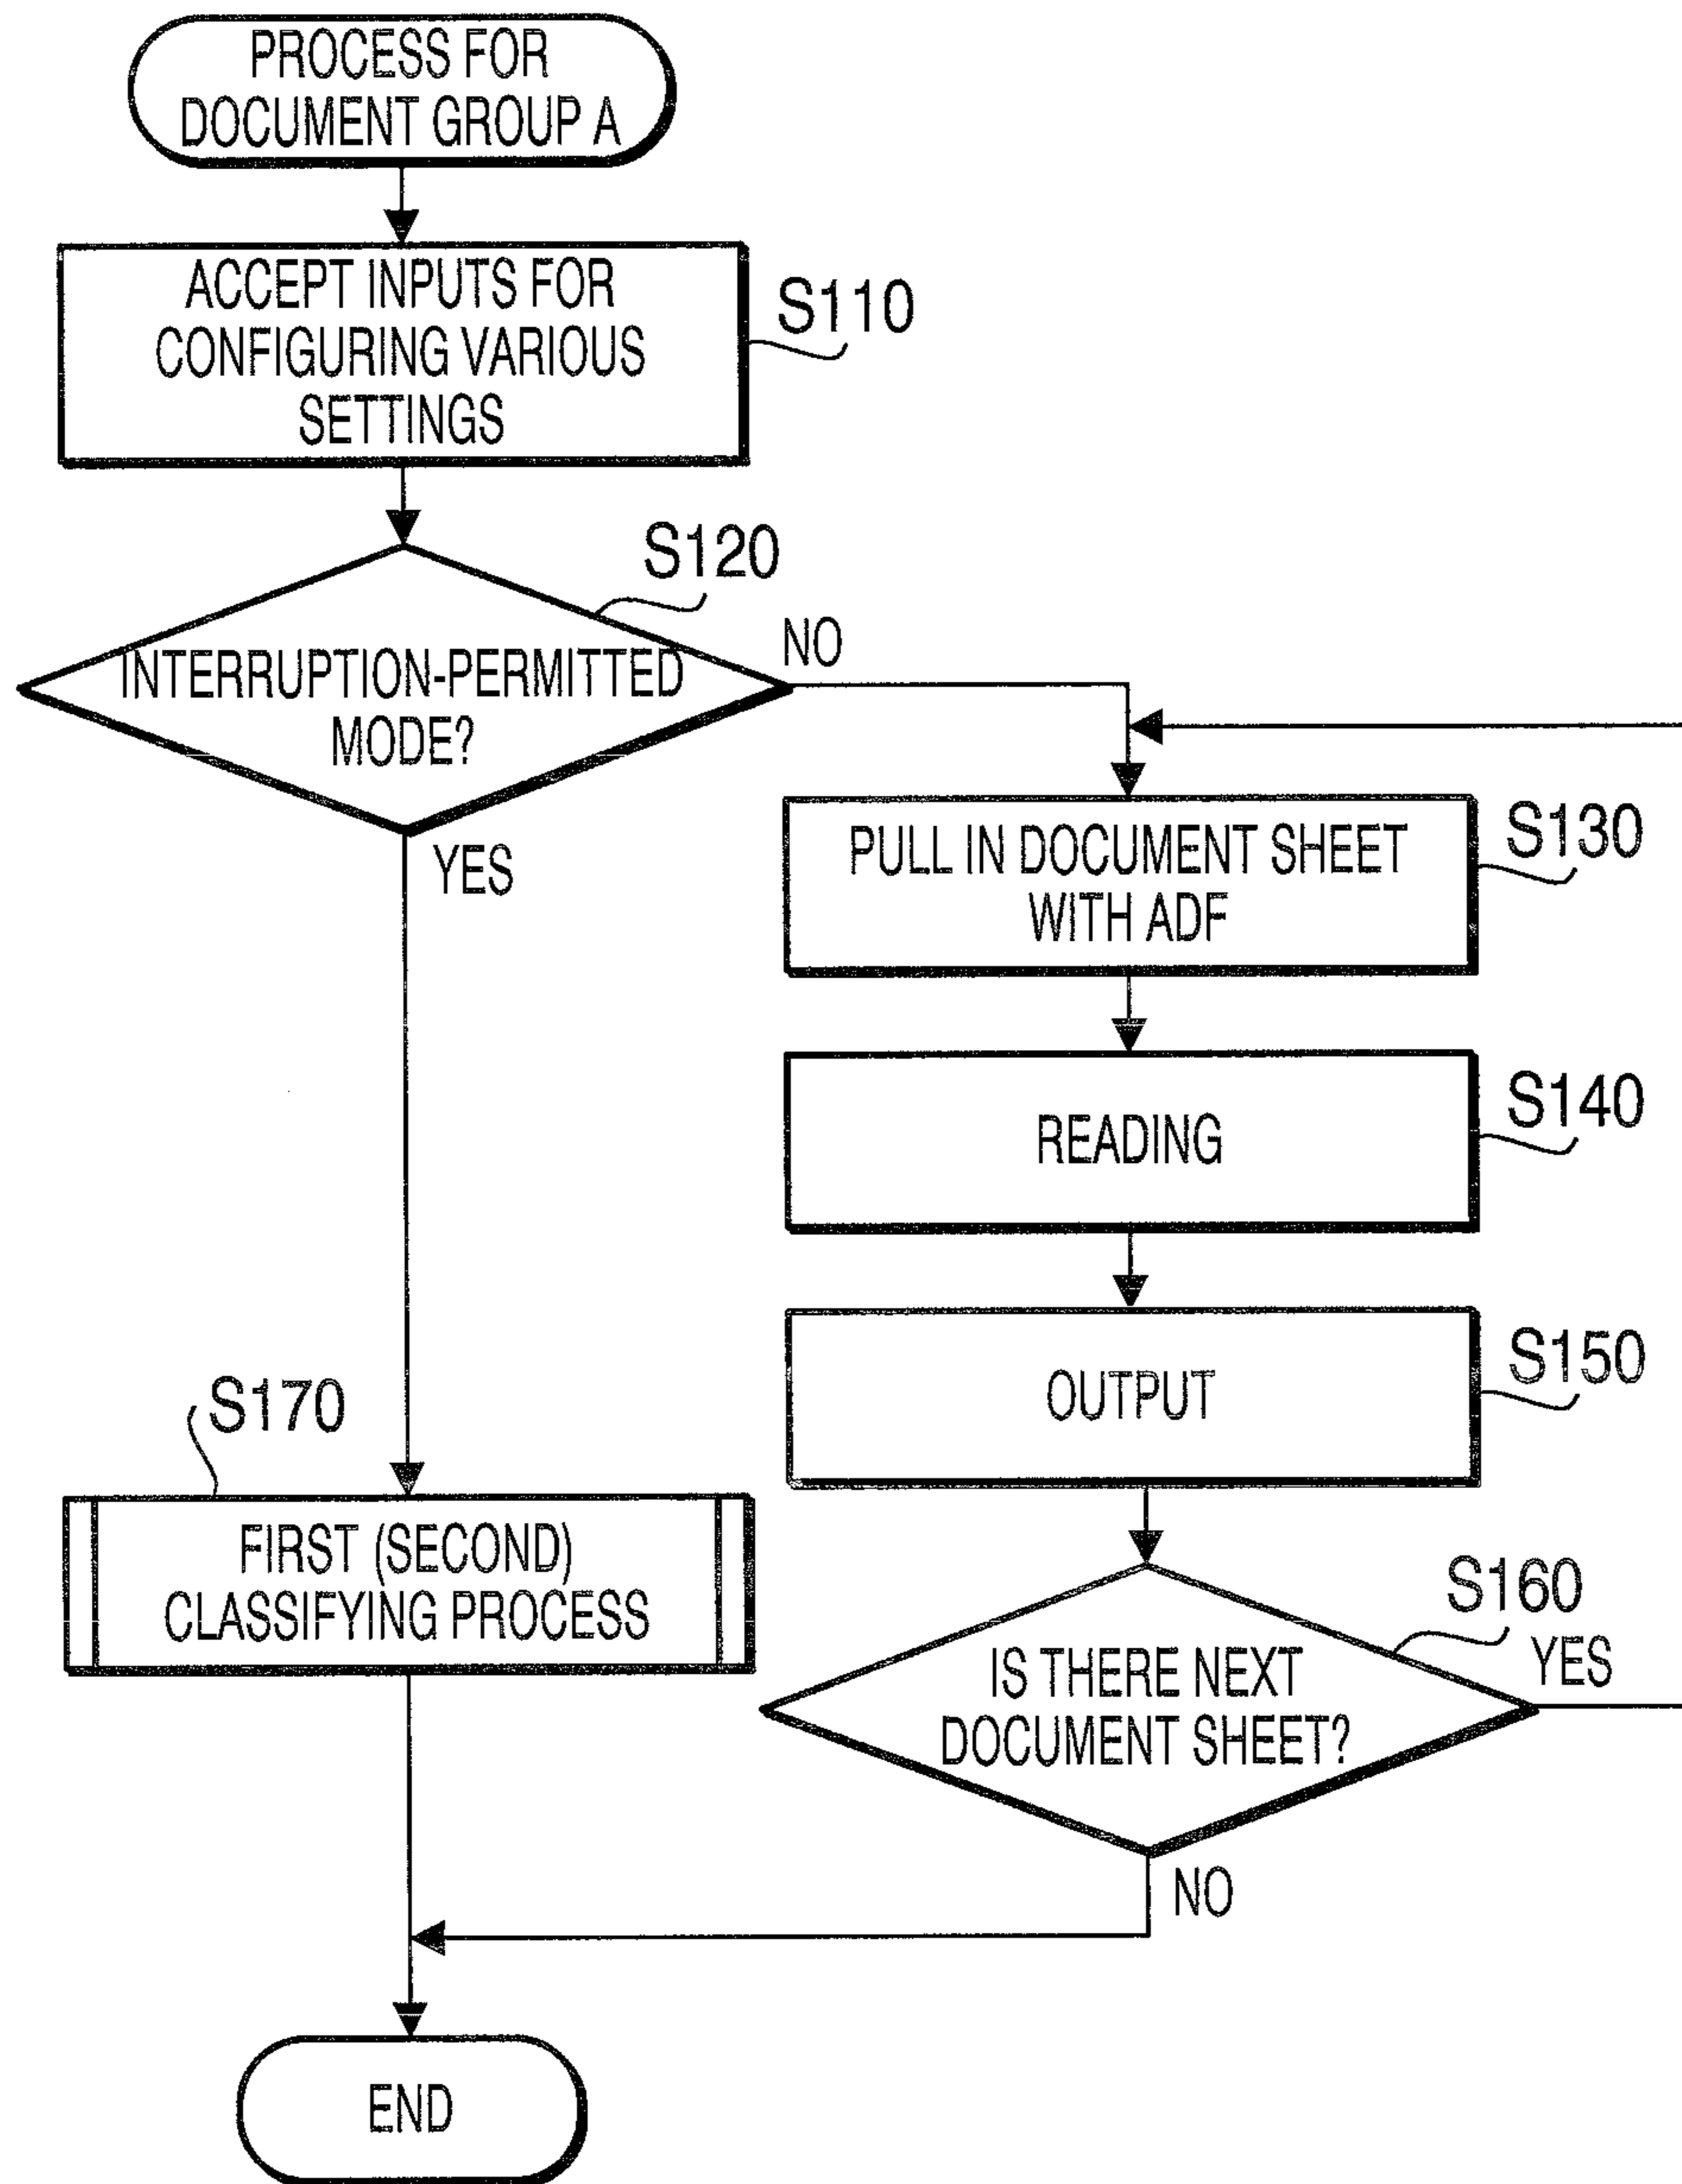 PROCESS FOR
DOCUMENT GROUP A
ACCEPT INPUTS FOR
CONFIGURING VARIOUS
SETTINGS
S110
S120
INTERRUPTION-PERMITTED
MODE?
NO
YES
PULL IN DOCUMENT SHEET
WITH ADF
S130
READING
S140
OUTPUT
S150
S170
FIRST (SECOND)
CLASSIFYING PROCESS
S160
IS THERE NEXT
DOCUMENT SHEET?
YES
NO
END